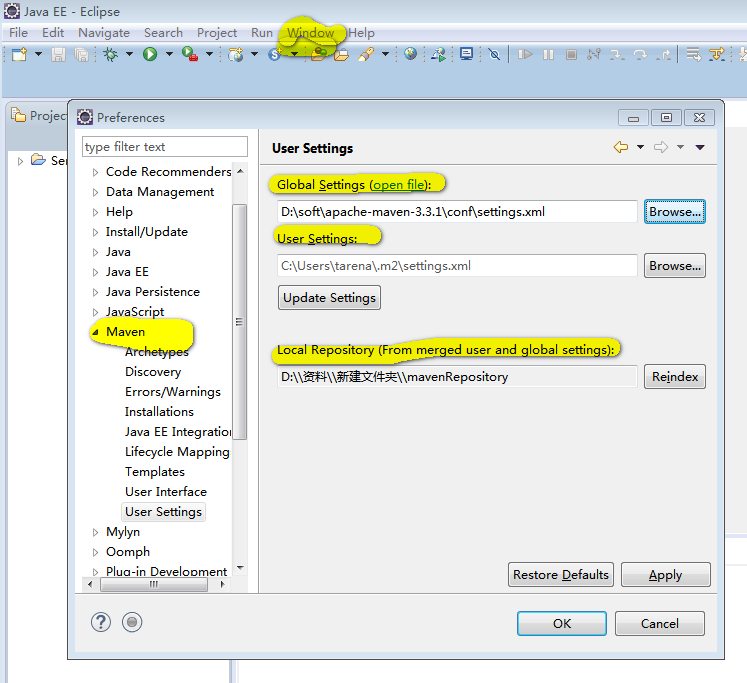 Java EE - Eclipse
File Edit Navigate Search Project Run Window Help
Project
Ser
Preferences
type filter text
Code Recommenders
Data Management
Help
Install/Update
Java
Java EE
Java Persistence
JavaScript
Maven
Archetypes
Discovery
Errors/Warnings
Installations
Java EE Integration
Lifecycle Mapping
Templates
User Interface
User Settings
Mylyn
Oomph
Plug-in Development
User Settings
Global Settings (open file):
D:\soft\apache-maven-3.3.1\conf\settings.xml
Browse...
User Settings:
C:\Users\tarena\.m2\settings.xml
Browse...
Update Settings
Local Repository (From merged user and global settings):
D:\\资料\\新建文件夹\\mavenRepository
Reindex
Restore Defaults
Apply
OK
Cancel